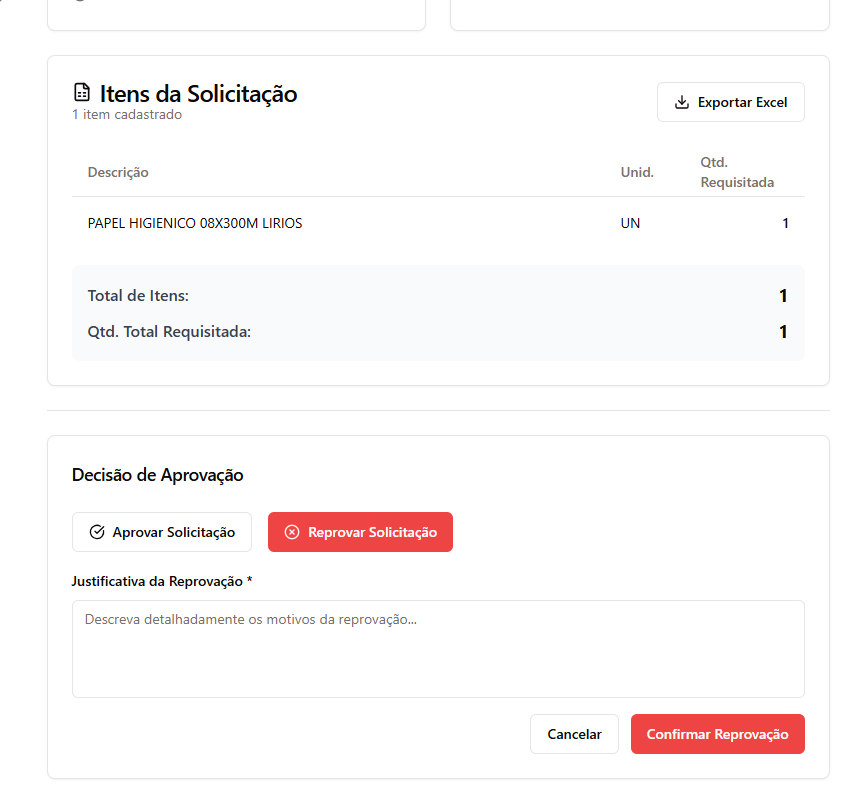 Itens da Solicitação
1 item cadastrado
Exportar Excel
Descrição
Unid.
Qtd.
Requisitada
PAPEL HIGIENICO 08X300M LIRIOS
UN
1
Total de Itens:
1
Qtd. Total Requisitada:
1
Decisão de Aprovação
Aprovar Solicitação
Reprovar Solicitação
Justificativa da Reprovação *
Descreva detalhadamente os motivos da reprovação...
Cancelar
Confirmar Reprovação